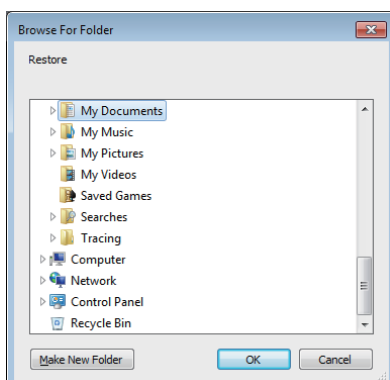 Browse For Folder
Restore
My Documents
My Music
My Pictures
My Videos
Saved Games
Searches
Tracing
Computer
Network
Control Panel
Recycle Bin
Make New Folder
OK
Cancel